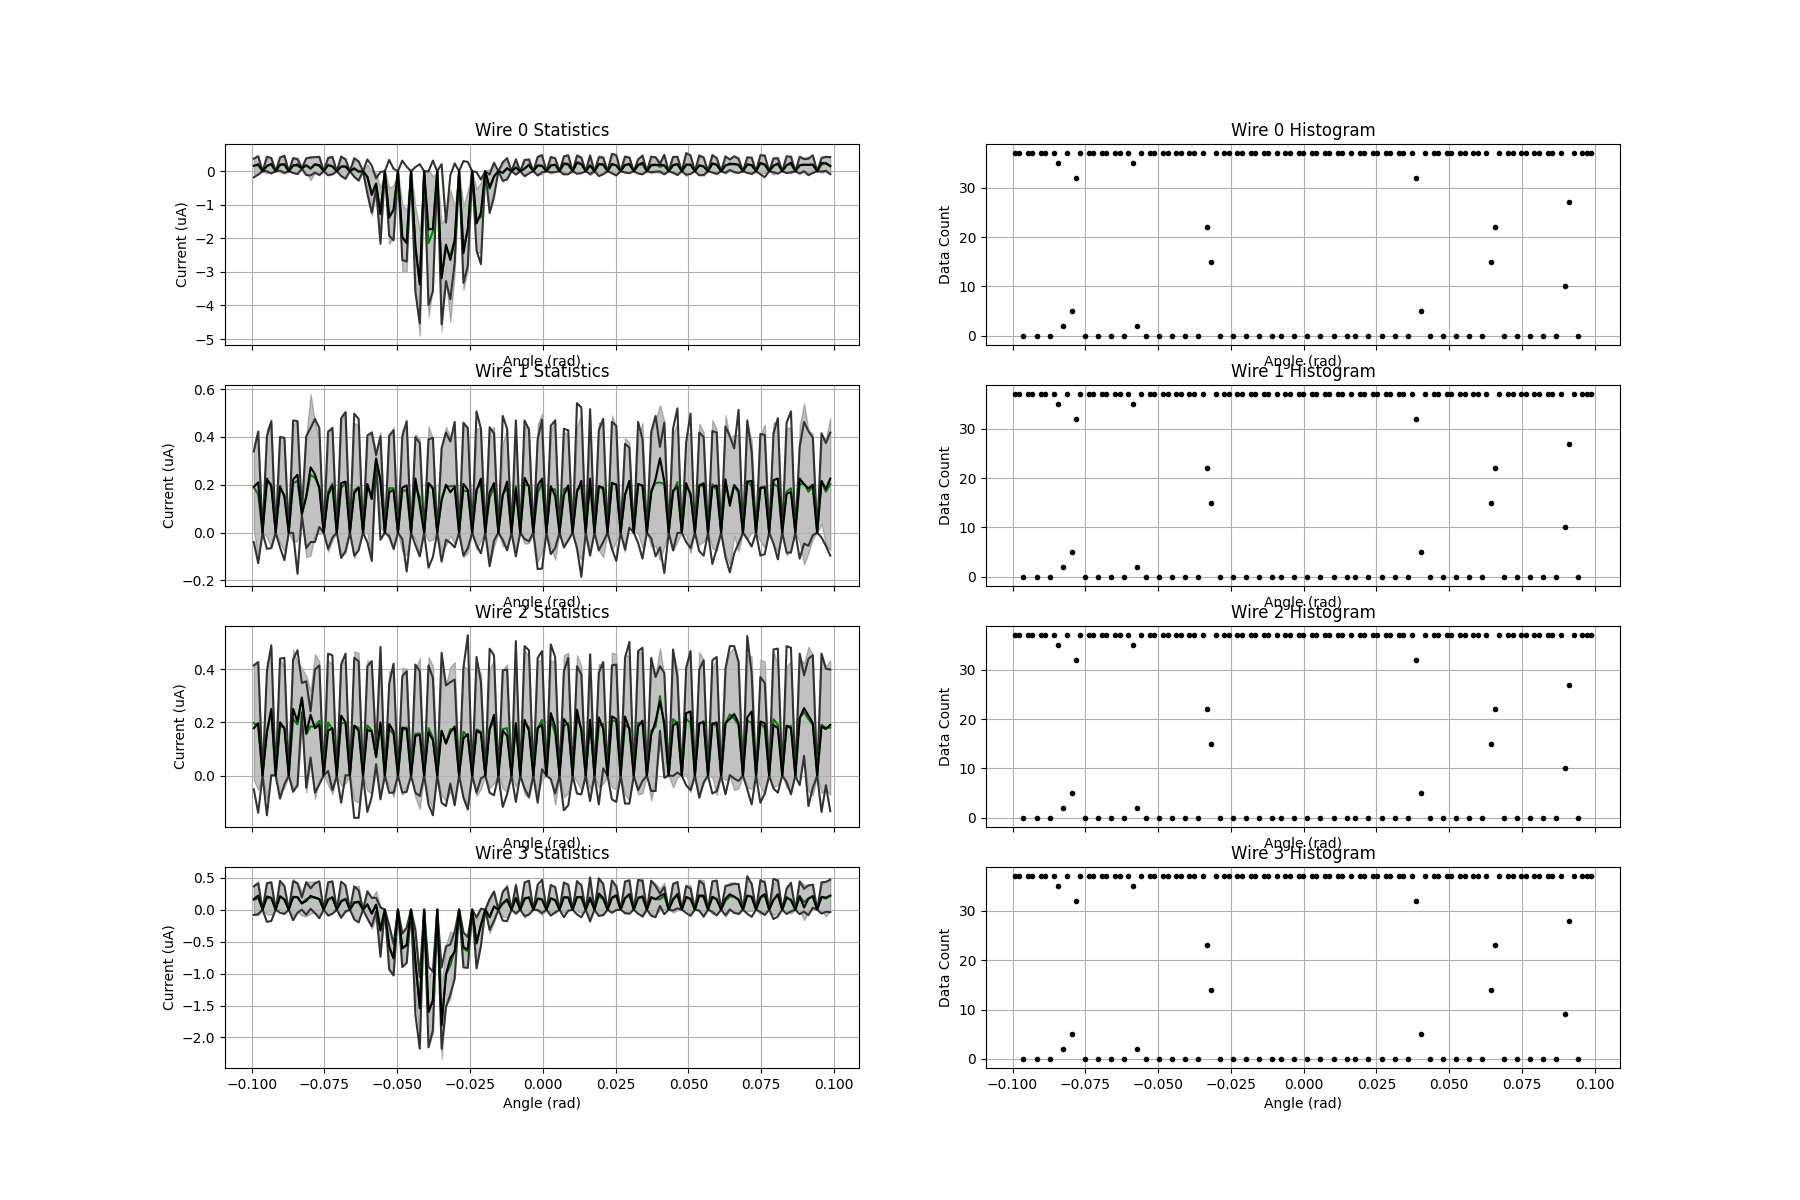 Wire 0 Statistics
Current (uA)
0
−1
−2
−3
−4
−5
Angle (rad)
Wire 0 Histogram
Data Count
30
20
10
0
Angle (rad)
Wire 1 Statistics
Current (uA)
0.6
0.4
0.2
0.0
−0.2
Angle (rad)
Wire 1 Histogram
Data Count
30
20
10
0
Angle (rad)
Wire 2 Statistics
Current (uA)
0.4
0.2
0.0
Angle (rad)
Wire 2 Histogram
Data Count
30
20
10
0
Angle (rad)
Wire 3 Statistics
Current (uA)
0.5
0.0
−0.5
−1.0
−1.5
−2.0
−0.100 −0.075 −0.050 −0.025 0.000 0.025 0.050 0.075 0.100
Angle (rad)
Wire 3 Histogram
Data Count
30
20
10
0
−0.100 −0.075 −0.050 −0.025 0.000 0.025 0.050 0.075 0.100
Angle (rad)